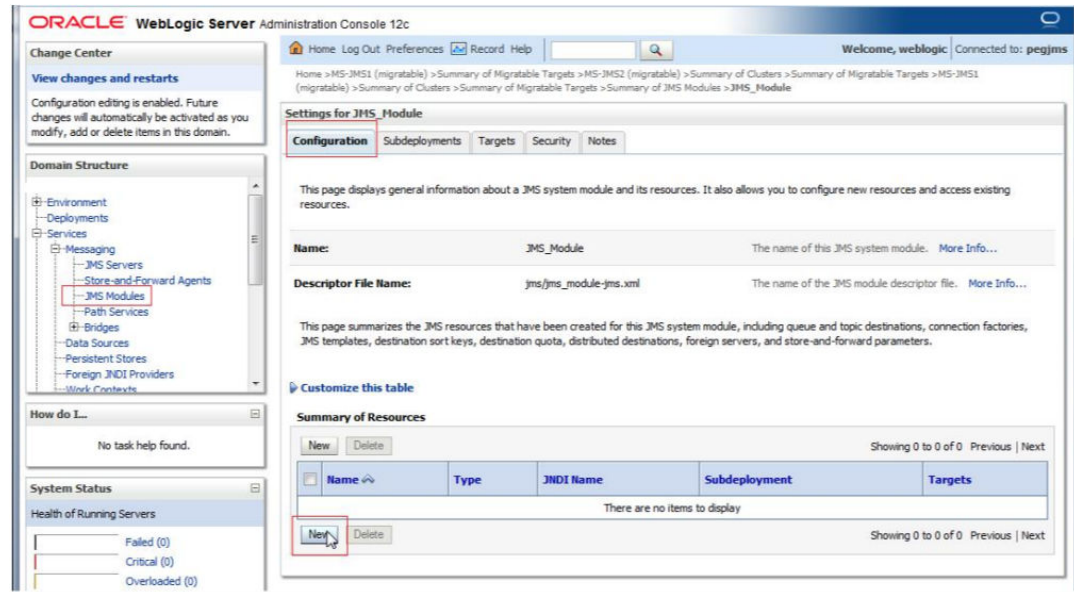 ORACLE WebLogic Server Administration Console 12c
Change Center
View changes and restarts
Configuration editing is enabled. Future
changes will automatically be activated as you
modify, add or delete items in this domain.
Domain Structure
Environment
Deployments
Services
Messaging
JMS Servers
Store-and-Forward Agents
JMS Modules
Path Services
Bridges
Data Sources
Persistent Stores
Foreign JNDI Providers
Work Contexts
How do I...
No task help found.
System Status
Health of Running Servers
Failed (0)
Critical (0)
Overloaded (0)
Home Log Out Preferences Record Help
Welcome, weblogic Connected to: pegjms
Home >MS-JMS1 (migratable) >Summary of Migratable Targets >MS-JMS2 (migratable) >Summary of Clusters >Summary of Migratable Targets >MS-JMS1
(migratable) >Summary of Clusters >Summary of Migratable Targets >Summary of JMS Modules >JMS_Module
Settings for JMS_Module
Configuration Subdeployments Targets Security Notes
This page displays general information about a JMS system module and its resources. It also allows you to configure new resources and access existing
resources.
Name: JMS_Module The name of this JMS system module. More Info...
Descriptor File Name: jms/jms_module-jms.xml The name of the JMS module descriptor file. More Info...
This page summarizes the JMS resources that have been created for this JMS system module, including queue and topic destinations, connection factories,
JMS templates, destination sort keys, destination quota, distributed destinations, foreign servers, and store-and-forward parameters.
Customize this table
Summary of Resources
New Delete Showing 0 to 0 of 0 Previous | Next
Name Type JNDI Name Subdeployment Targets
There are no items to display
New Delete Showing 0 to 0 of 0 Previous | Next